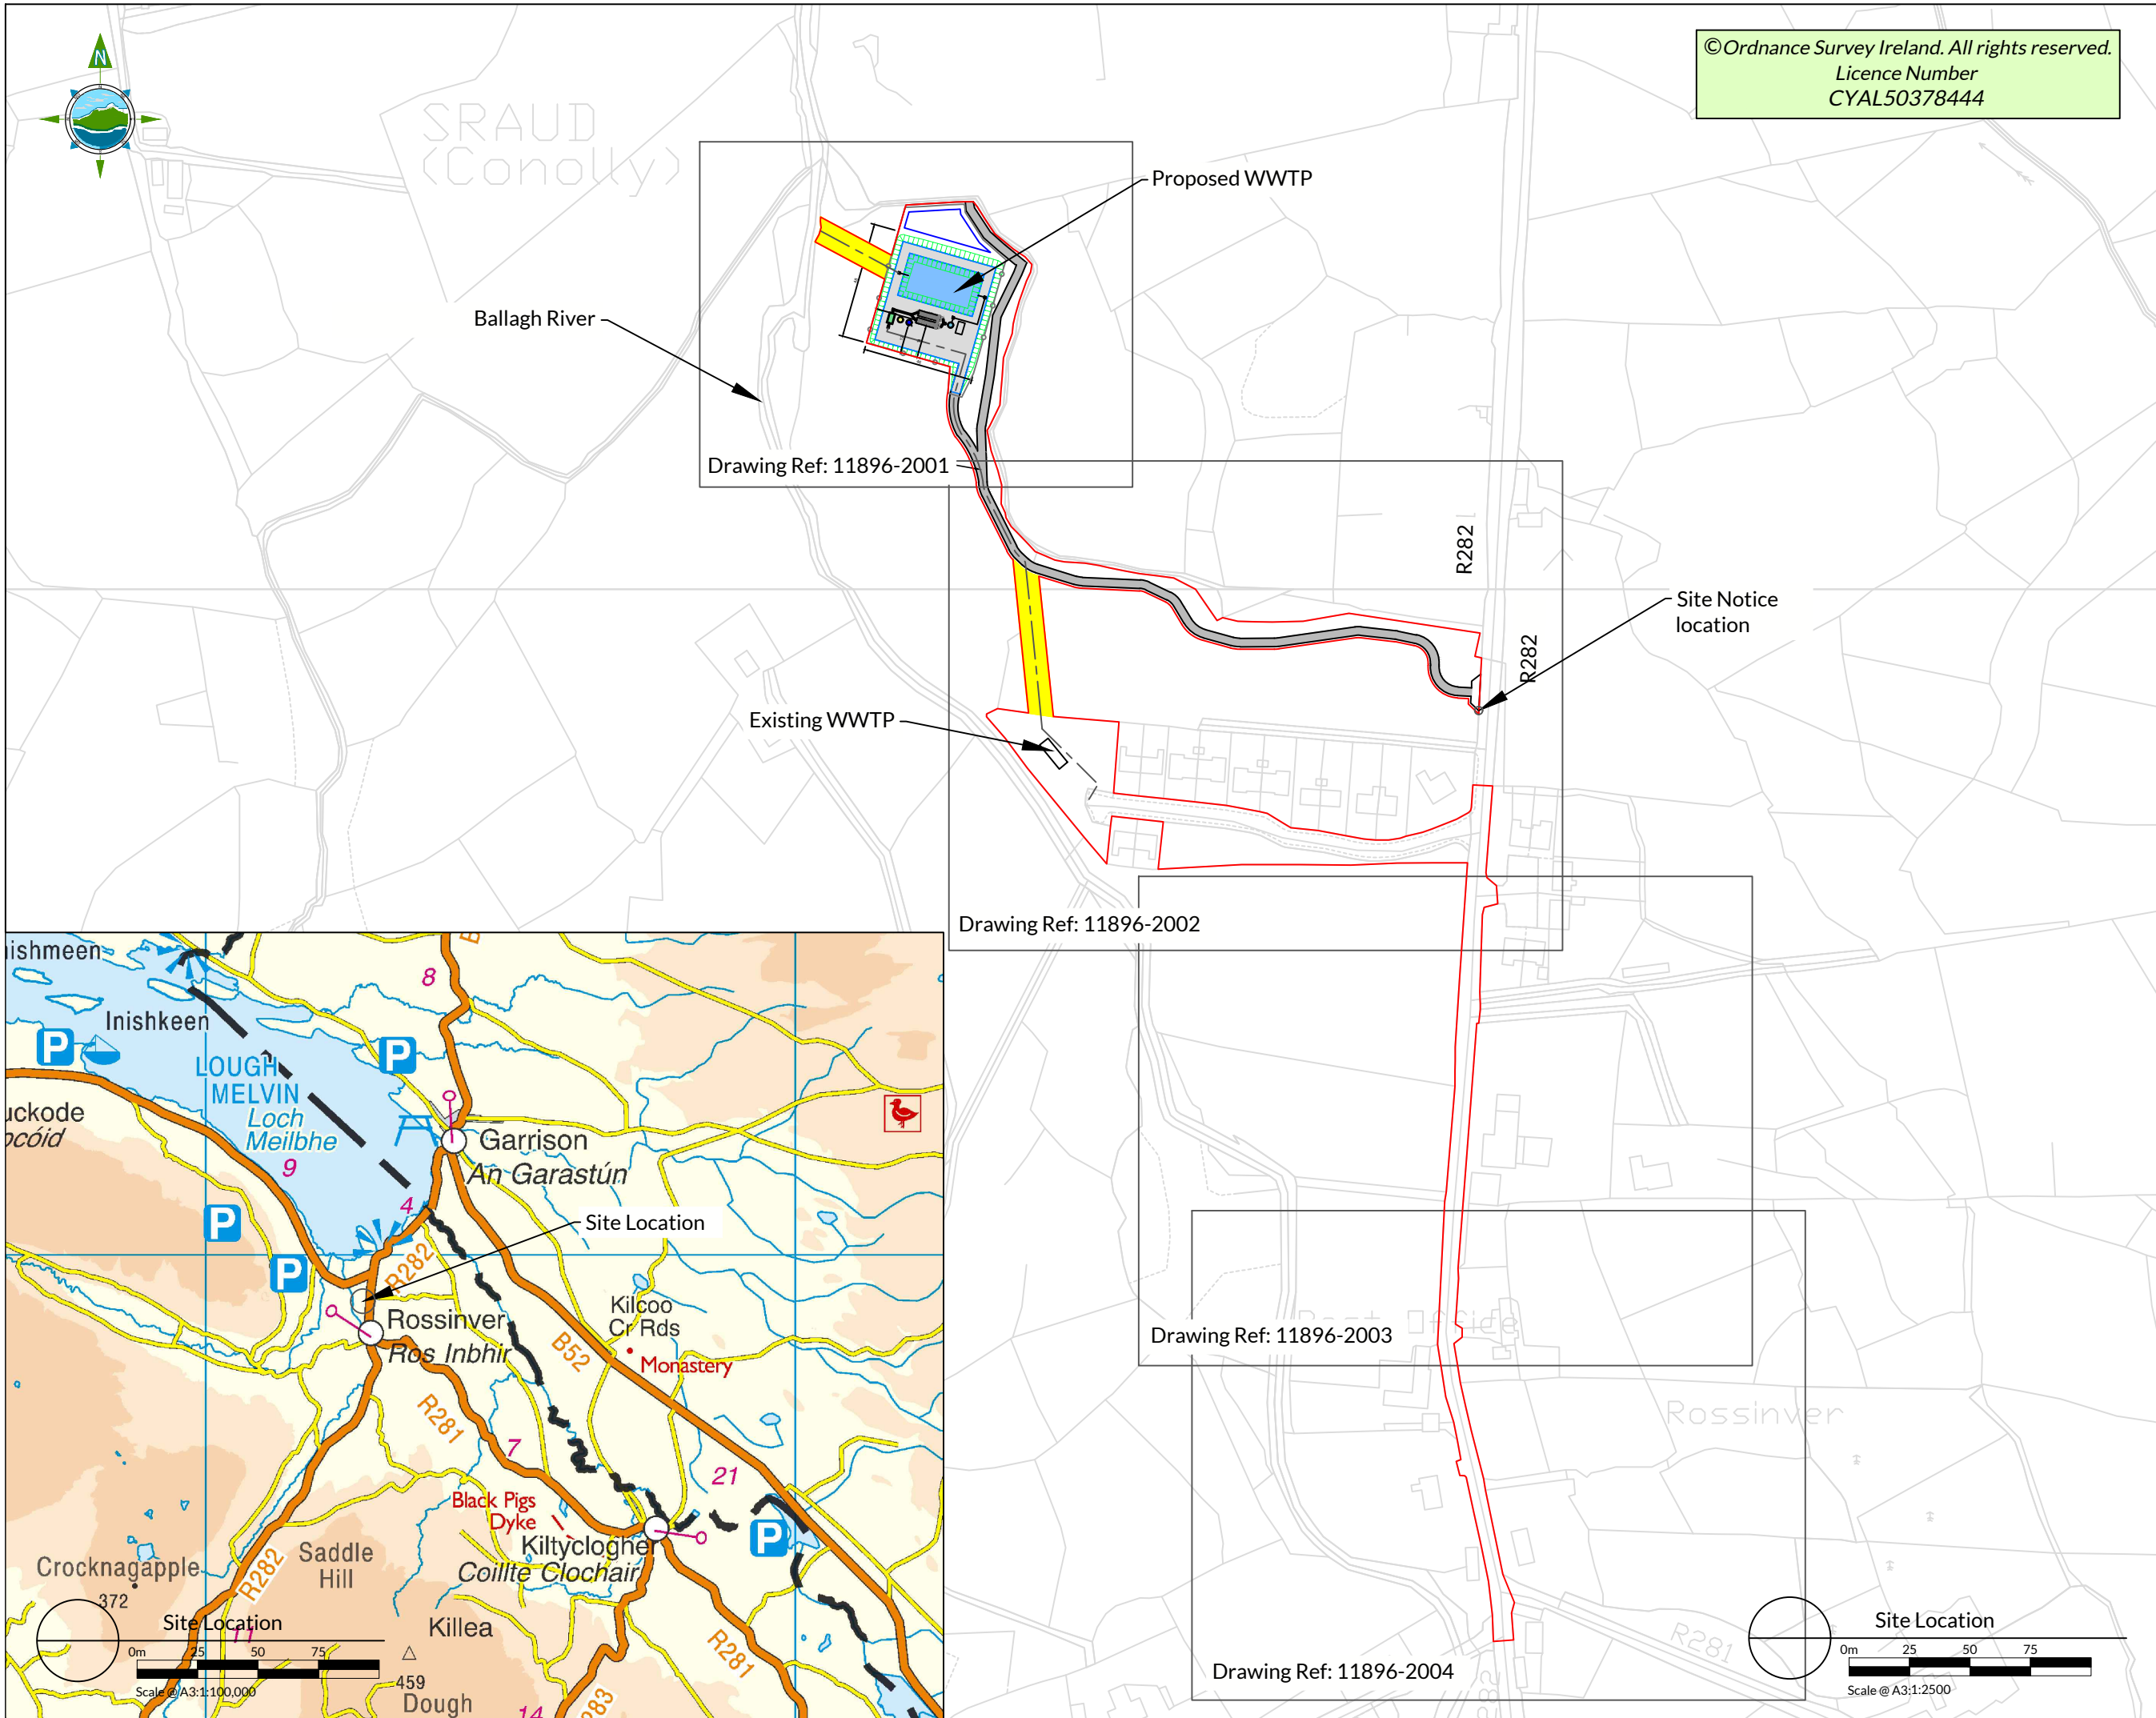 N
©Ordnance Survey Ireland. All rights reserved.
Licence Number
CYAL50378444
SRAUD
(Conolly)
Proposed WWTP
Ballagh River
Drawing Ref: 11896-2001
R282
Site Notice
location
R282
Existing WWTP
Drawing Ref: 11896-2002
Drawing Ref: 11896-2003
Post Office
Rossinver
Drawing Ref: 11896-2004
R281
Site Location
0m 25 50 75
Scale @ A3:1:2500
ishmeen
Inishkeen
8
P
P
LOUGH
MELVIN
Loch
Meilbhe
uckode
ocóid
9
Garrison
An Garastún
4
P
Site Location
P
R282
Rossinver
Ros Inbhir
Kilcoo
Cr Rds
Monastery
B52
R281
7
21
Black Pigs
Dyke
P
Kiltyclogher
Coillte Clochair
Crocknagapple
372
R282
Saddle
Hill
Killea
R281
Site Location
11
0m 25 50 75
Scale @ A3:1:100,000
459
Dough
14
283